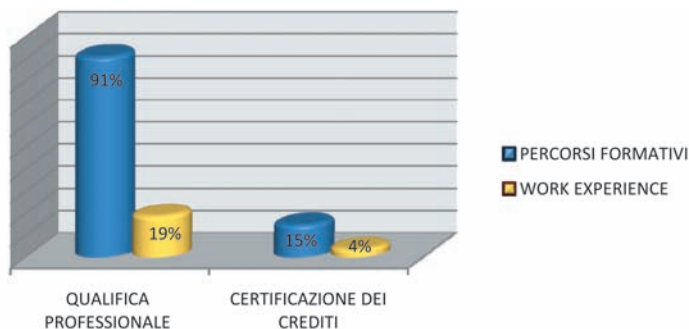 91%
19%
15%
4%
PERCORSI FORMATIVI
WORK EXPERIENCE
QUALIFICA
PROFESSIONALE
CERTIFICAZIONE DEI
CREDITI